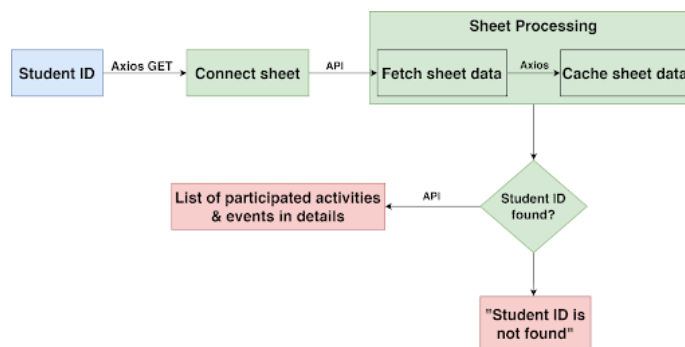 Sheet Processing
Student ID
Axios GET
Connect sheet
API
Fetch sheet data
Axios
Cache sheet data
List of participated activities
& events in details
API
Student ID
found?
"Student ID is
not found"